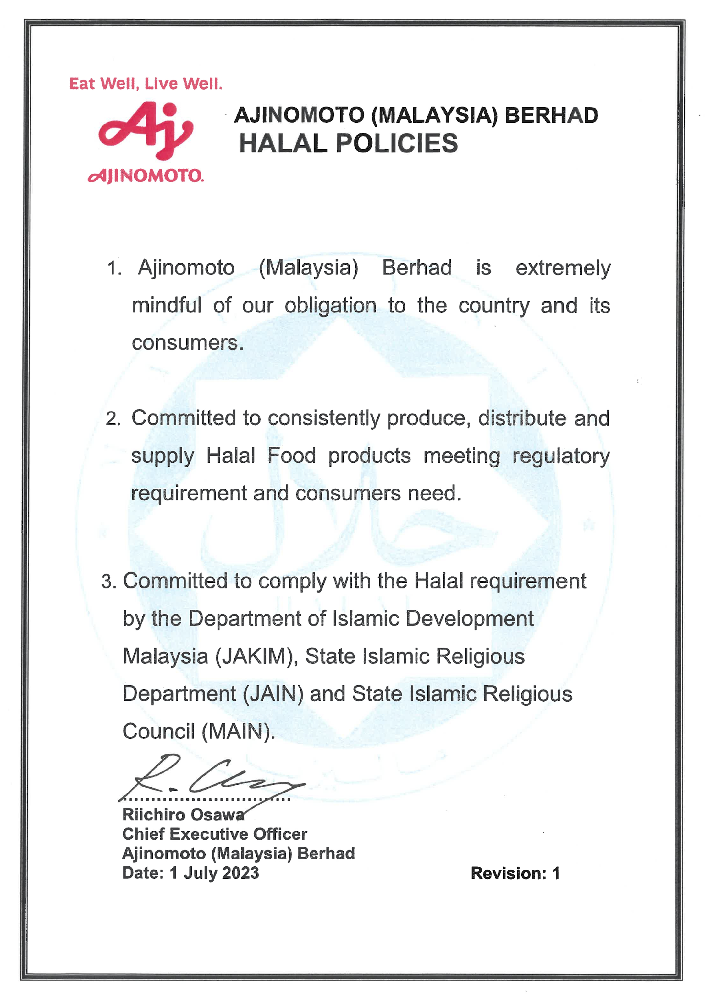 Eat Well, Live Well.
Aj
AJINOMOTO.
AJINOMOTO (MALAYSIA) BERHAD
HALAL POLICIES
1. Ajinomoto (Malaysia) Berhad is extremely
mindful of our obligation to the country and its
consumers.
2. Committed to consistently produce, distribute and
supply Halal Food products meeting regulatory
requirement and consumers need.
حلال
3. Committed to comply with the Halal requirement
by the Department of Islamic Development
Malaysia (JAKIM), State Islamic Religious
Department (JAIN) and State Islamic Religious
Council (MAIN).
Riichiro Osawa
Chief Executive Officer
Ajinomoto (Malaysia) Berhad
Date: 1 July 2023
Revision: 1